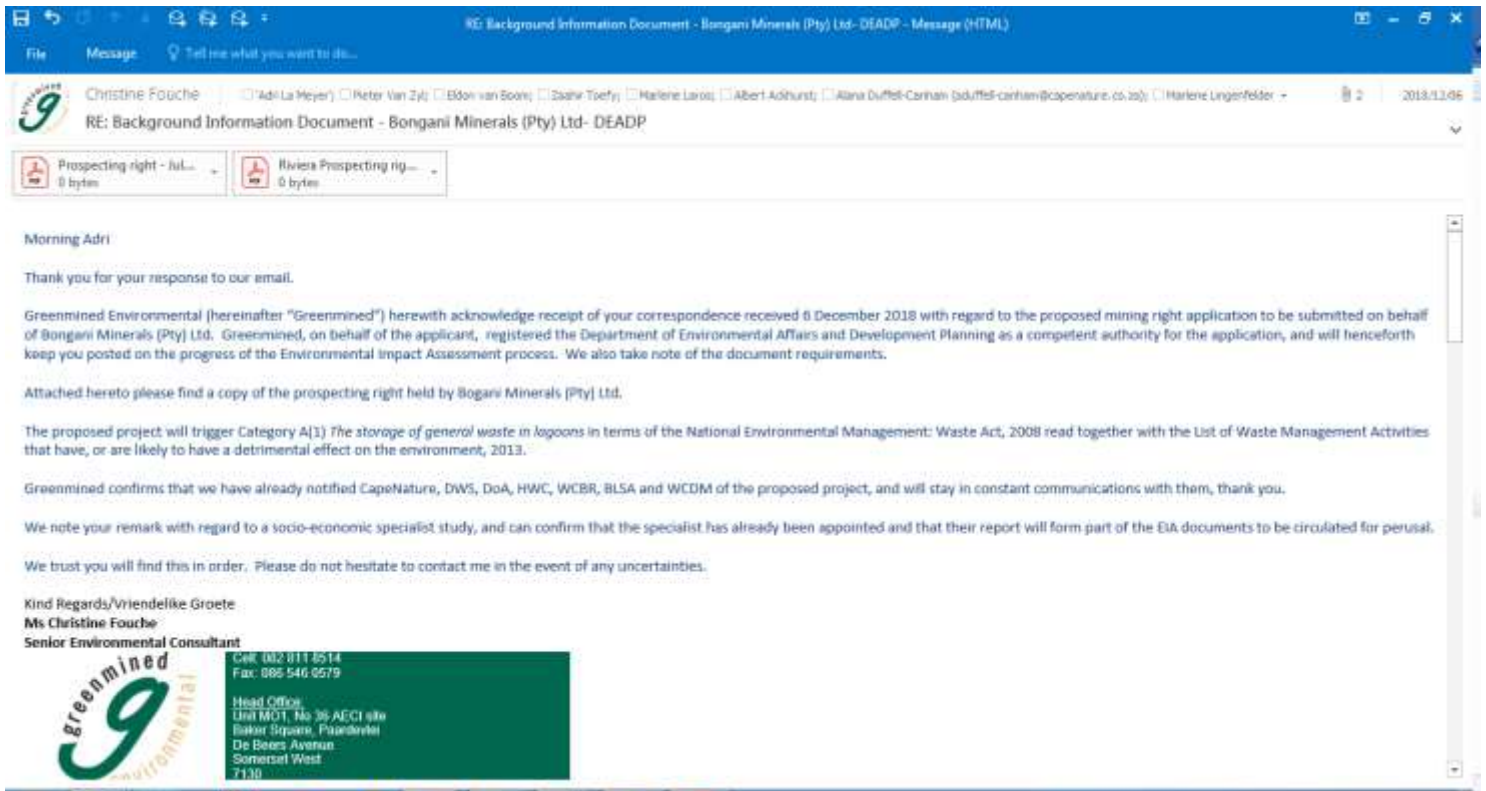 RE: Background Information Document - Bongani Minerals (Pty) Ltd- DEADP - Message (HTML)
File Message Tell me what you want to do...
Christine Fouche 'Adri La Meyer'; Pieter Van Zyl; Eldon van Boom; Zaahir Toefy; Marlene Laros; Albert Ackhurst; Alana Duffell-Canham (aduffell-canham@capenature.co.za); Marlene Lingenfelder 2 2018/12/06
RE: Background Information Document - Bongani Minerals (Pty) Ltd- DEADP
Prospecting right - Jul... Riviera Prospecting rig...
0 bytes 0 bytes
Morning Adri
Thank you for your response to our email.
Greenmined Environmental (hereinafter "Greenmined") herewith acknowledge receipt of your correspondence received 6 December 2018 with regard to the proposed mining right application to be submitted on behalf
of Bongani Minerals (Pty) Ltd. Greenmined, on behalf of the applicant, registered the Department of Environmental Affairs and Development Planning as a competent authority for the application, and will henceforth
keep you posted on the progress of the Environmental Impact Assessment process. We also take note of the document requirements.
Attached hereto please find a copy of the prospecting right held by Bogani Minerals (Pty) Ltd.
The proposed project will trigger Category A(1) The storage of general waste in lagoons in terms of the National Environmental Management: Waste Act, 2008 read together with the List of Waste Management Activities
that have, or are likely to have a detrimental effect on the environment, 2013.
Greenmined confirms that we have already notified CapeNature, DWS, DoA, HWC, WCBR, BLSA and WCDM of the proposed project, and will stay in constant communications with them, thank you.
We note your remark with regard to a socio-economic specialist study, and can confirm that the specialist has already been appointed and that their report will form part of the EIA documents to be circulated for perusal.
We trust you will find this in order. Please do not hesitate to contact me in the event of any uncertainties.
Kind Regards/Vriendelike Groete
Ms Christine Fouche
Senior Environmental Consultant
greenmined environmental
Cell: 082 811 8514
Fax: 086 546 0579
Head Office:
Unit MO1, No 36 AECI site
Baker Square, Paardevlei
De Beers Avenue
Somerset West
7130